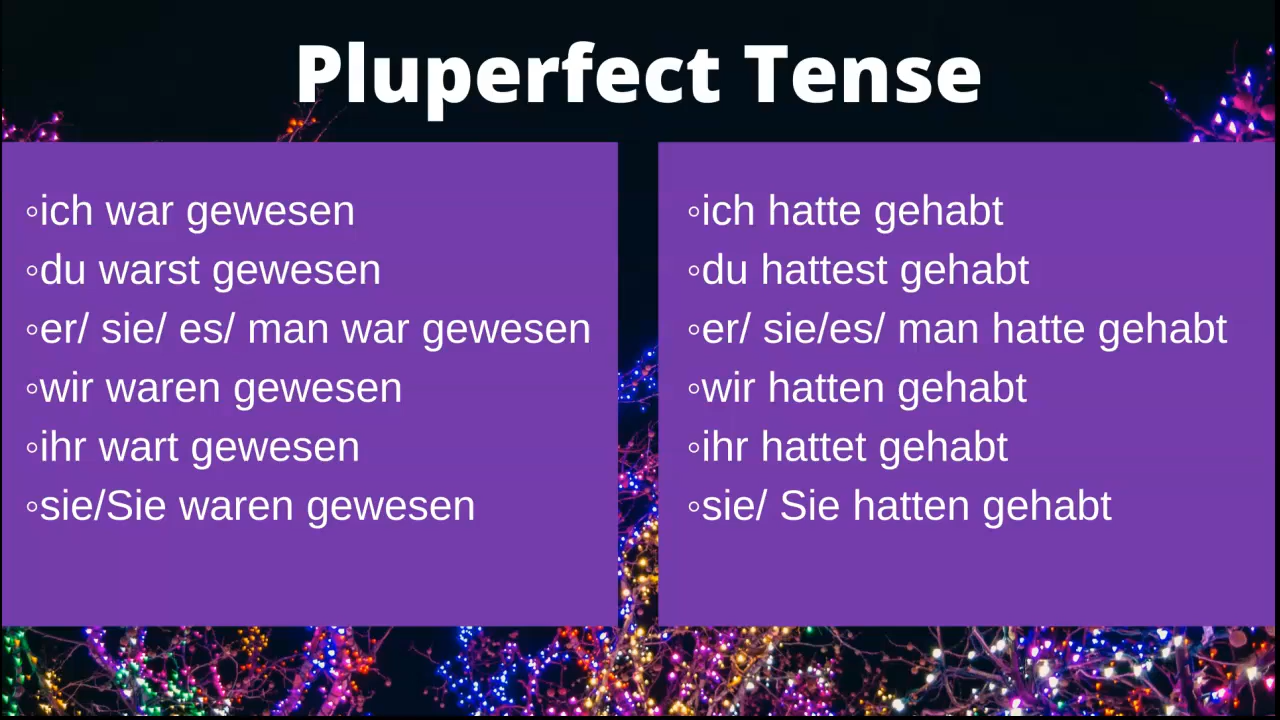 Pluperfect Tense
◦ich war gewesen
◦du warst gewesen
◦er/ sie/ es/ man war gewesen
◦wir waren gewesen
◦ihr wart gewesen
◦sie/Sie waren gewesen
◦ich hatte gehabt
◦du hattest gehabt
◦er/ sie/es/ man hatte gehabt
◦wir hatten gehabt
◦ihr hattet gehabt
◦sie/ Sie hatten gehabt